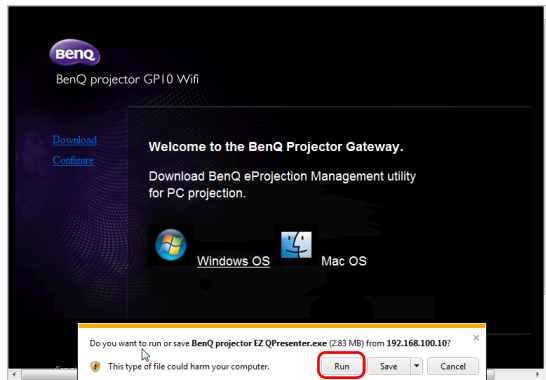 BenQ
BenQ projector GP10 Wifi
Download
Configure
Welcome to the BenQ Projector Gateway.
Download BenQ eProjection Management utility
for PC projection.
Windows OS
Mac OS
Do you want to run or save BenQ projector EZ QPresenter.exe (2.83 MB) from 192.168.100.10?
This type of file could harm your computer.
Run
Save
Cancel